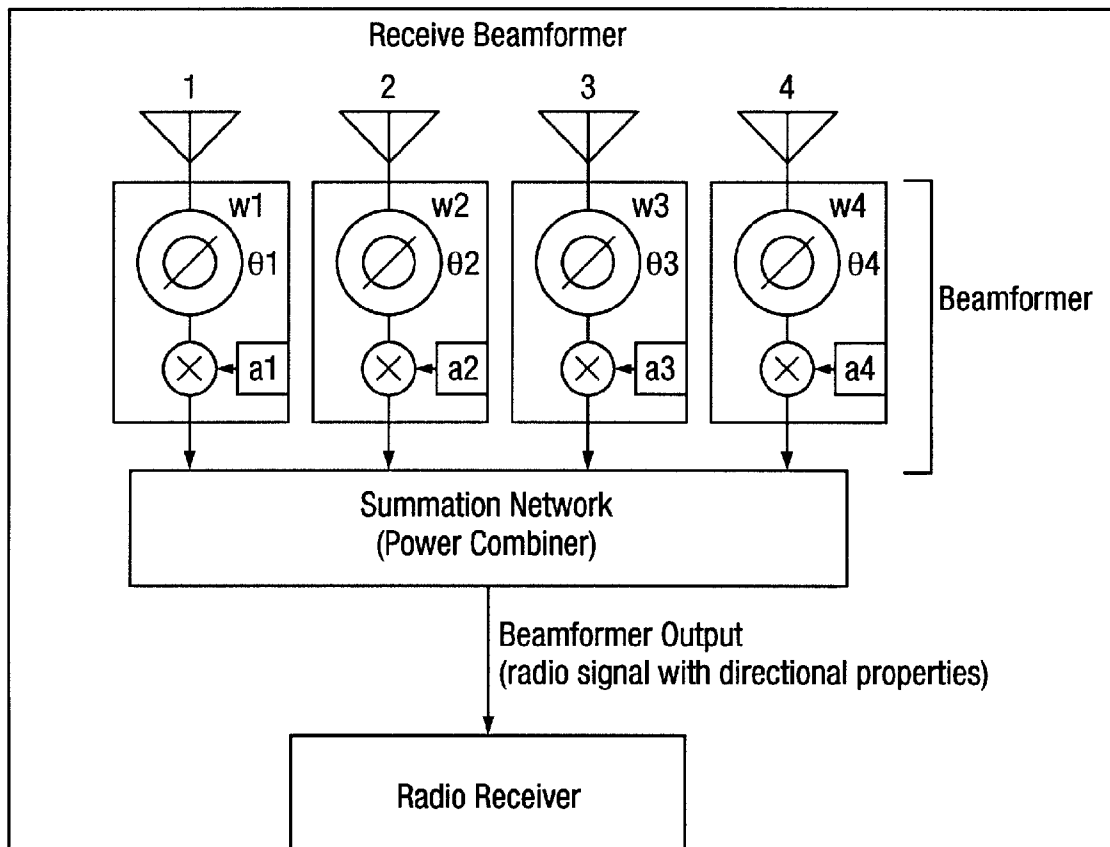 Receive Beamformer
1 2 3 4
w1 w2 w3 w4
θ1 θ2 θ3 θ4
Beamformer
a1 a2 a3 a4
Summation Network
(Power Combiner)
Beamformer Output
(radio signal with directional properties)
Radio Receiver